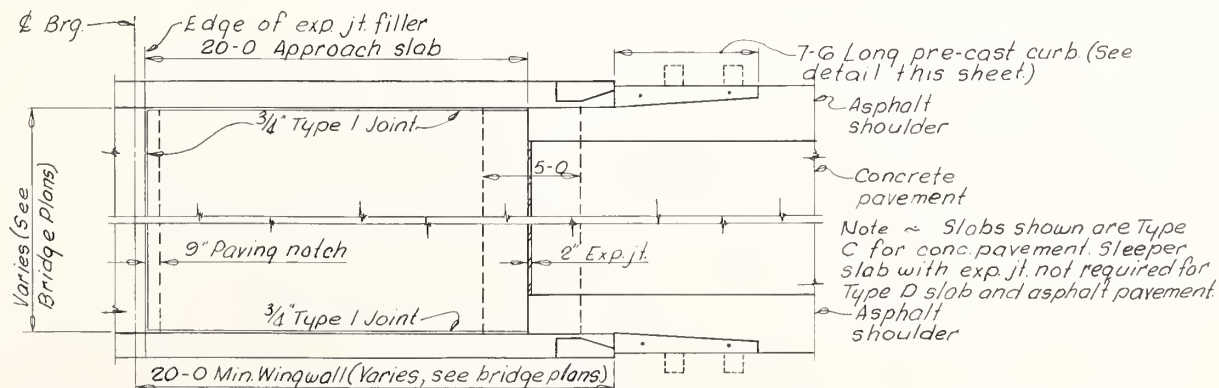 ℄ Brg.
Edge of exp. jt. filler
20-0 Approach slab
7-6 Long pre-cast curb. (See
detail this sheet.)
Asphalt
shoulder
3/4" Type I Joint
5-0
Varies (See
Bridge Plans)
Concrete
pavement
9" Paving notch
2" Exp. jt.
Note ~ Slabs shown are Type
C for conc. pavement. Sleeper
slab with exp. jt. not required for
Type D slab and asphalt pavement.
3/4" Type I Joint
Asphalt
shoulder
20-0 Min. Wingwall (Varies, see bridge plans)